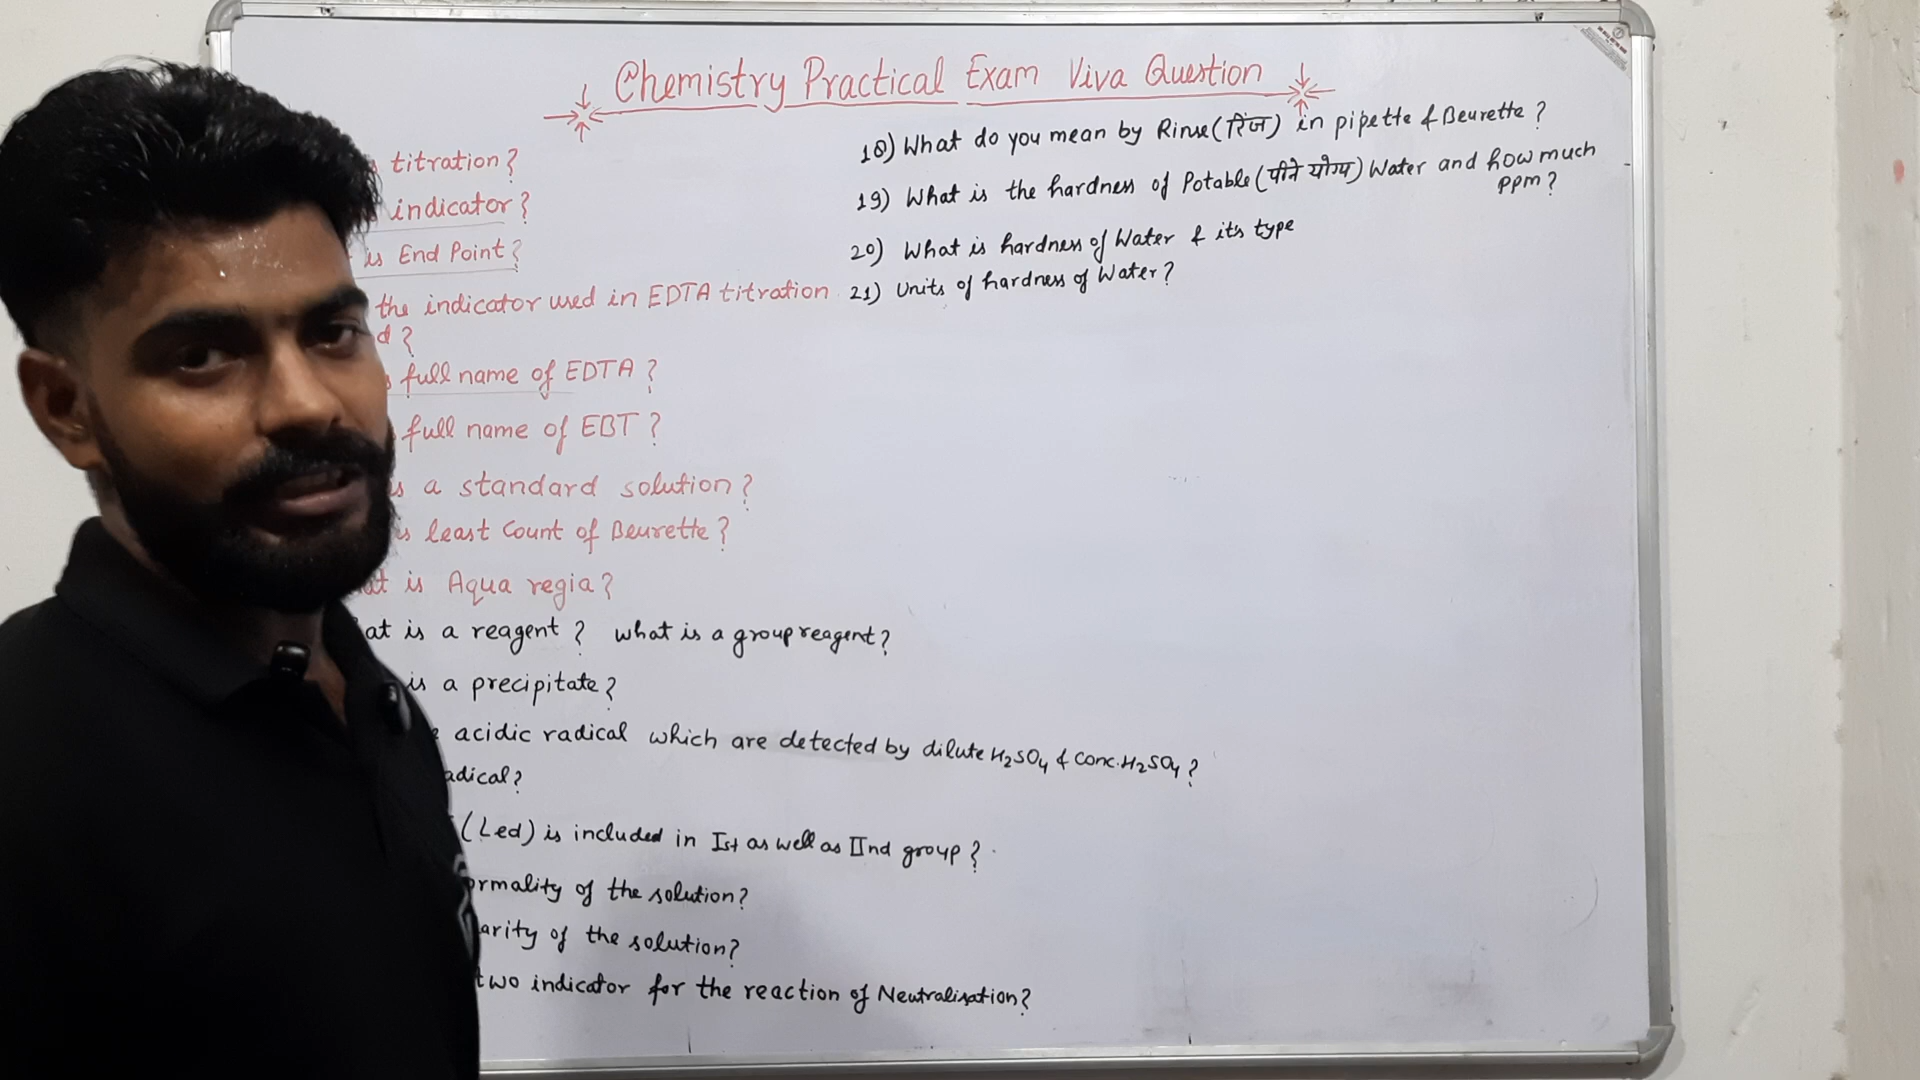 Chemistry Practical Exam Viva Question
titration?
indicator?
is End Point?
the indicator used in EDTA titration
d?
full name of EDTA?
full name of EBT?
is a standard solution?
is least count of Beurette?
at is Aqua regia?
at is a reagent? what is a group reagent?
is a precipitate?
acidic radical which are detected by dilute H2SO4 & conc. H2SO4?
adical?
(Led) is included in Ist as well as IInd group?
ormality of the solution?
arity of the solution?
two indicator for the reaction of Neutralisation?
18) What do you mean by Rinse (रिंज) in pipette & Beurette?
19) What is the hardness of Potable (पीने योग्य) Water and how much
ppm?
20) What is hardness of Water & it's type
21) Units of hardness of Water?